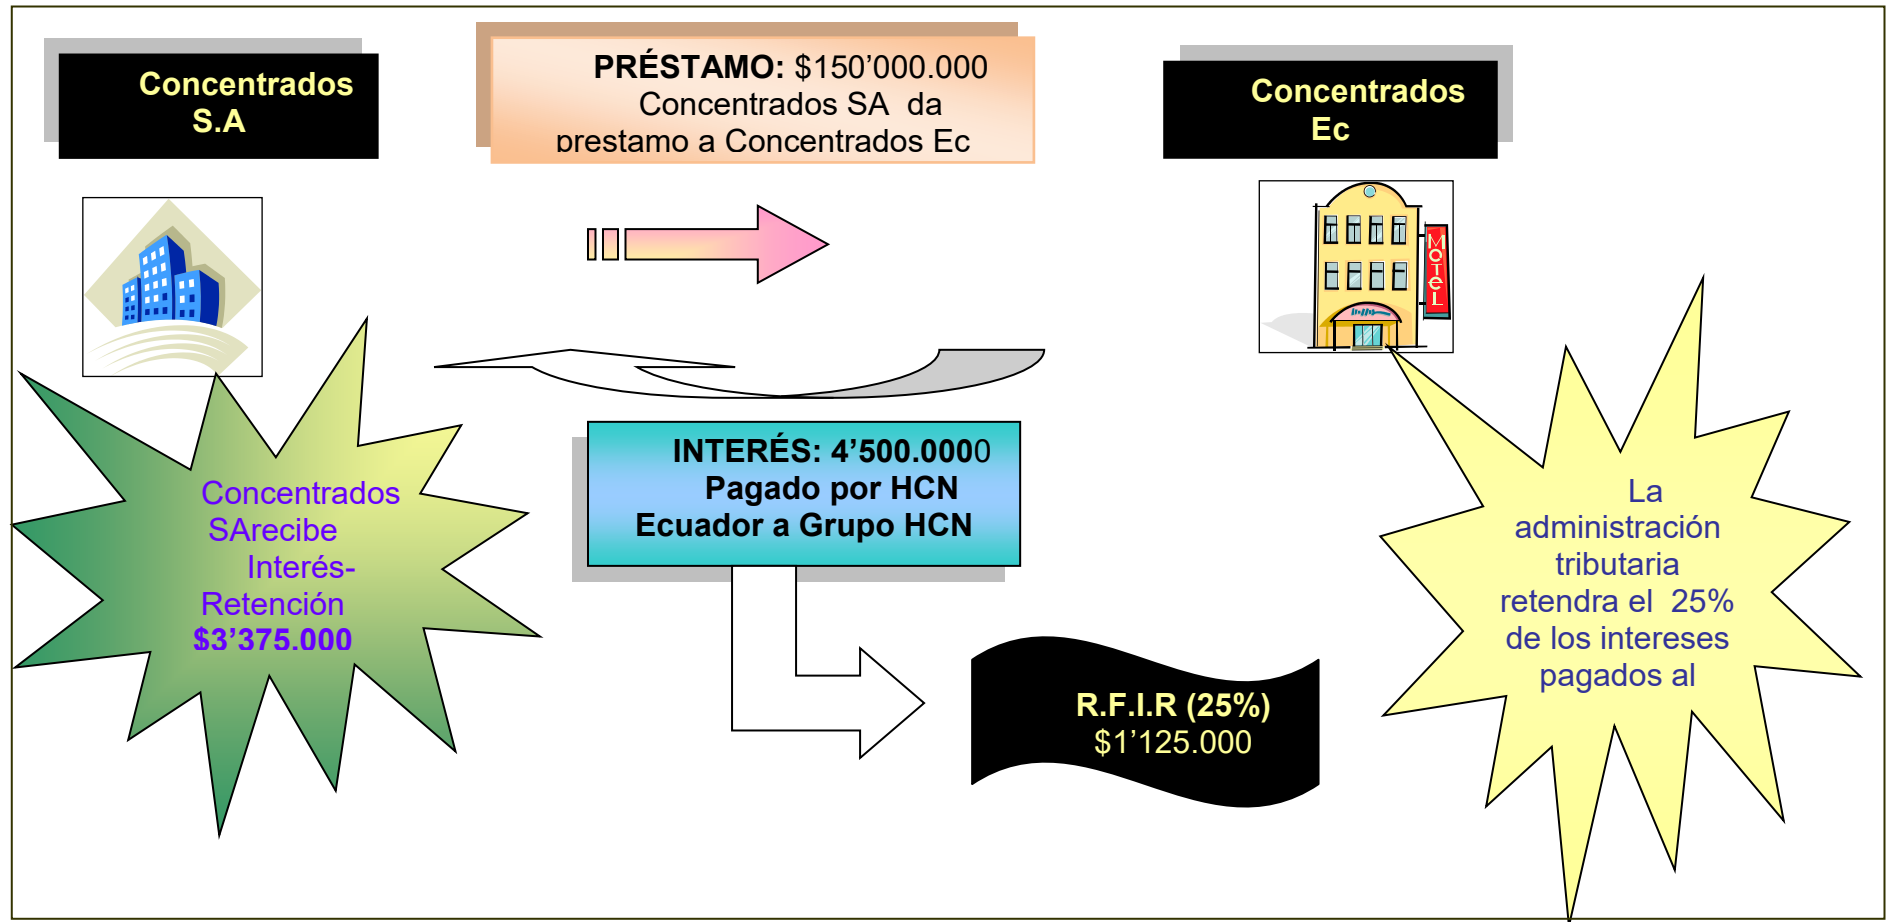 Concentrados
S.A
PRÉSTAMO: $150’000.000
Concentrados SA da
prestamo a Concentrados Ec
Concentrados
Ec
MOTEL
Concentrados
SArecibe
Interés-
Retención
$3’375.000
INTERÉS: 4’500.0000
Pagado por HCN
Ecuador a Grupo HCN
R.F.I.R (25%)
$1’125.000
La
administración
tributaria
retendra el 25%
de los intereses
pagados al